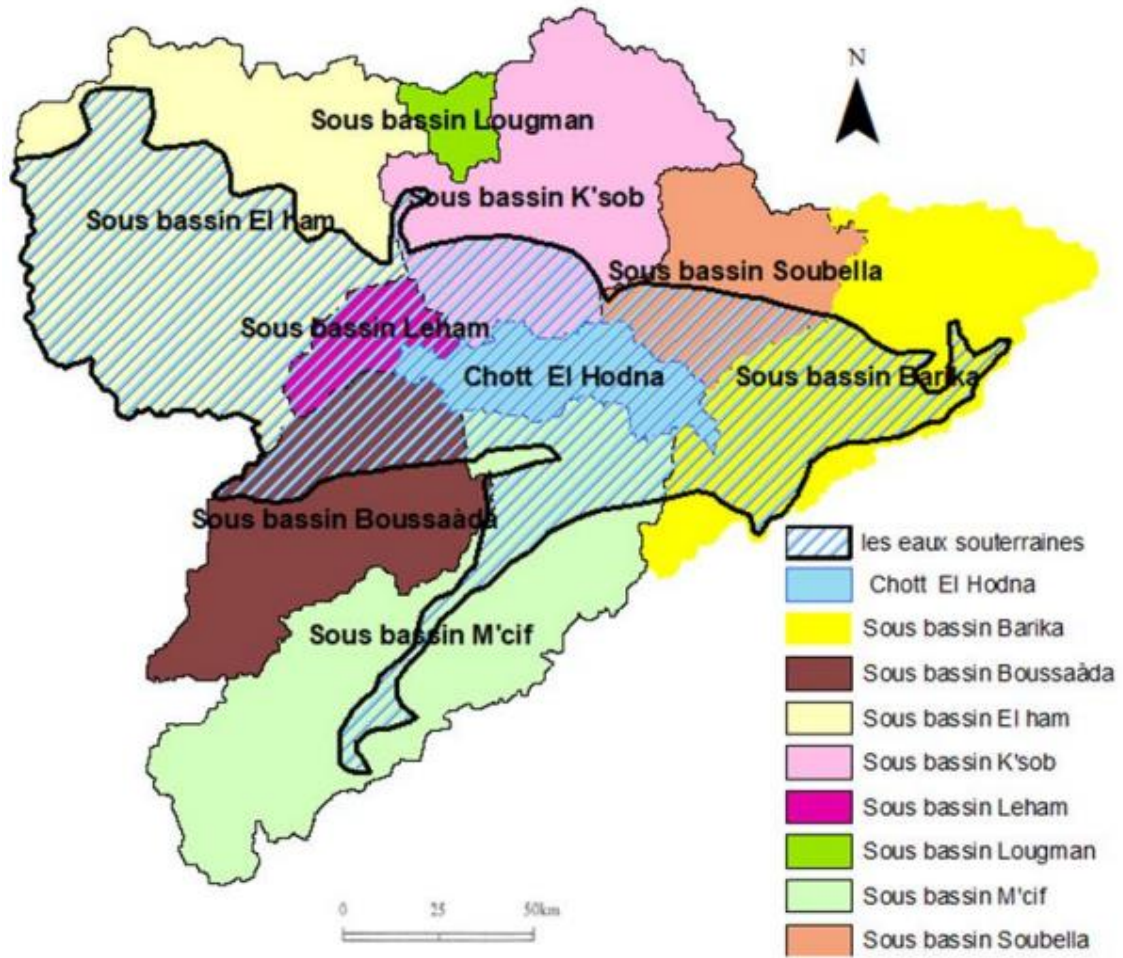 N
Sous bassin Lougman
Sous bassin K'sob
Sous bassin El ham
Sous bassin Soubella
Sous bassin Leham
Chott El Hodna
Sous bassin Barika
Sous bassin Boussaàda
Sous bassin M'cif
les eaux souterraines
Chott El Hodna
Sous bassin Barika
Sous bassin Boussaàda
Sous bassin El ham
Sous bassin K'sob
Sous bassin Leham
Sous bassin Lougman
Sous bassin M'cif
Sous bassin Soubella
0 25 50km